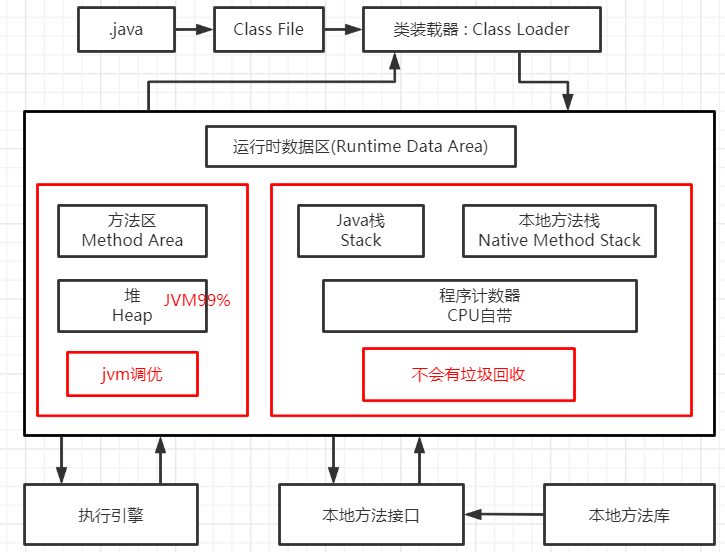 .java
Class File
类装载器 : Class Loader
运行时数据区(Runtime Data Area)
方法区
Method Area
堆
Heap
JVM99%
jvm调优
Java栈
Stack
本地方法栈
Native Method Stack
程序计数器
CPU自带
不会有垃圾回收
执行引擎
本地方法接口
本地方法库